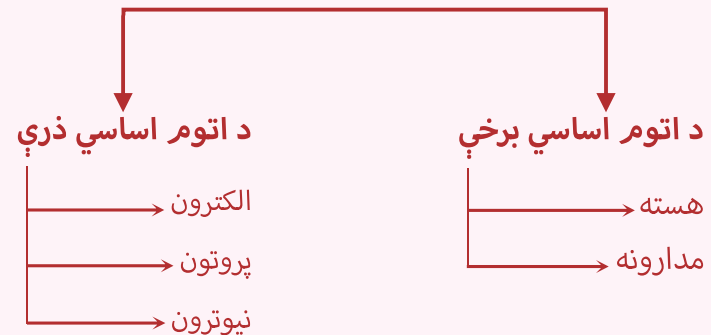 د اتوم اساسي برخې
هسته
مدارونه
د اتوم اساسي ذرې
الکترون
پروتون
نیوترون